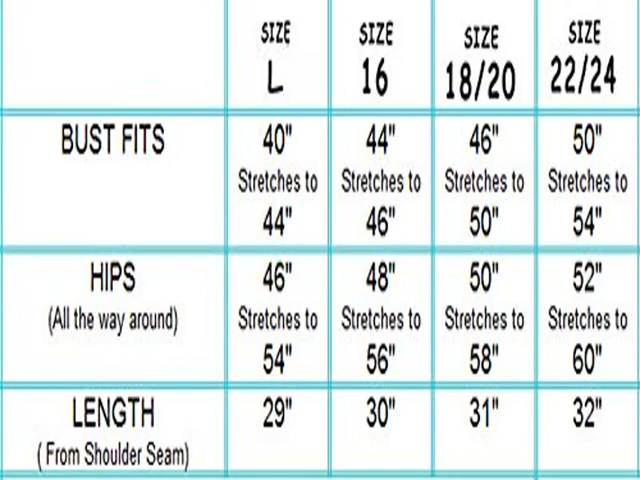 SIZE SIZE SIZE SIZE
L 16 18/20 22/24
BUST FITS 40" 44" 46" 50"
Stretches to Stretches to Stretches to Stretches to
44" 46" 50" 54"
HIPS 46" 48" 50" 52"
(All the way around) Stretches to Stretches to Stretches to Stretches to
54" 56" 58" 60"
LENGTH 29" 30" 31" 32"
( From Shoulder Seam)